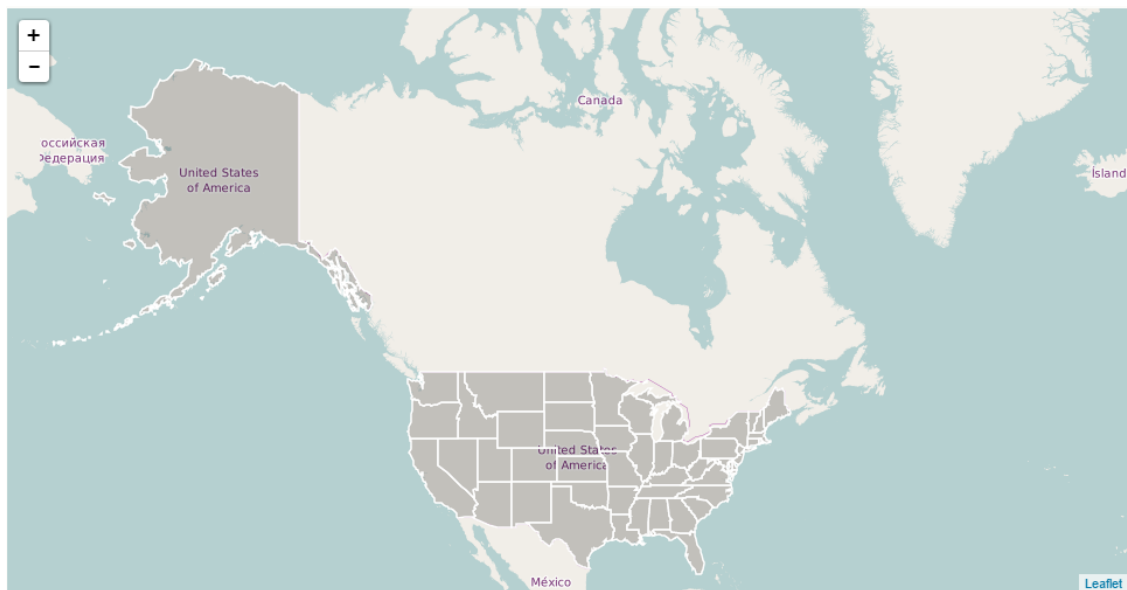 +
−
Canada
оссийская
Федерация
United States
of America
Ísland
United States
of America
México
Leaflet